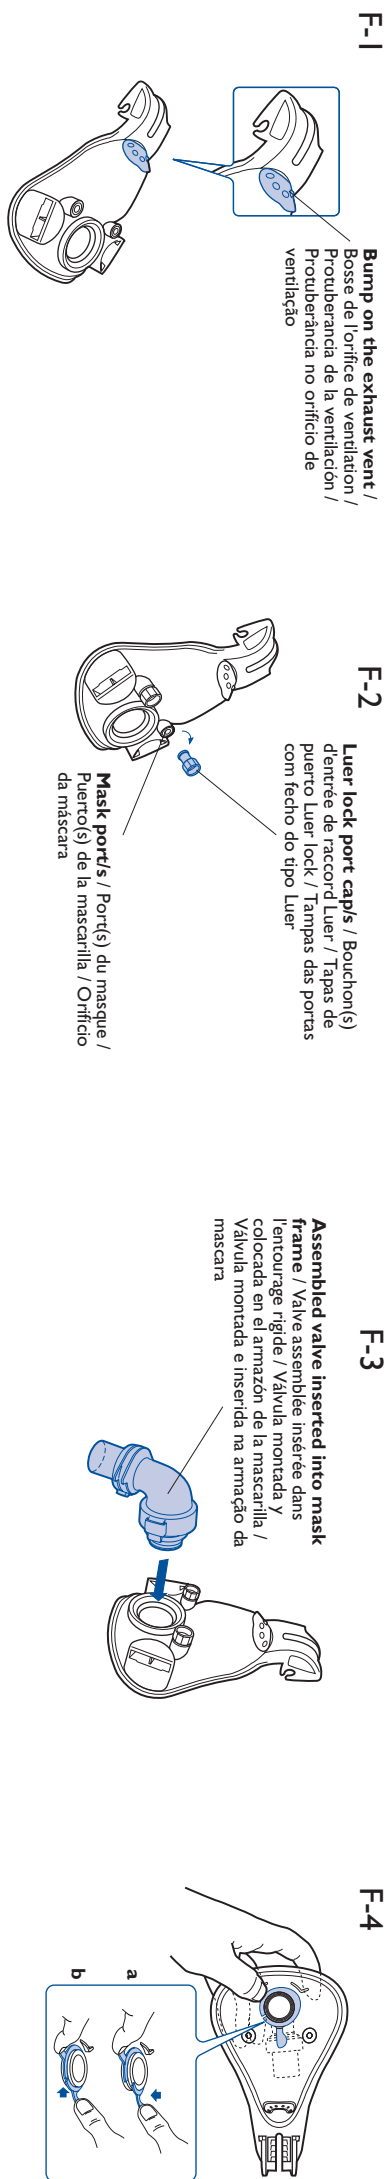 F-1
Bump on the exhaust vent /
Bosse de l'orifice de ventilation /
Protuberancia de la ventilación /
Protuberância no orifício de
ventilação
F-2
Luer lock port cap/s / Bouchon(s)
d'entrée de raccord Luer / Tapas de
puerto Luer lock / Tampas das portas
com fecho do tipo Luer
Mask port/s / Port(s) du masque /
Puerto(s) de la mascarilla / Orifício
da máscara
F-3
Assembled valve inserted into mask
frame / Valve assemblée insérée dans
l'entourage rigide / Válvula montada y
colocada en el armazón de la mascarilla /
Válvula montada e inserida na armação da
mascara
F-4
a
b